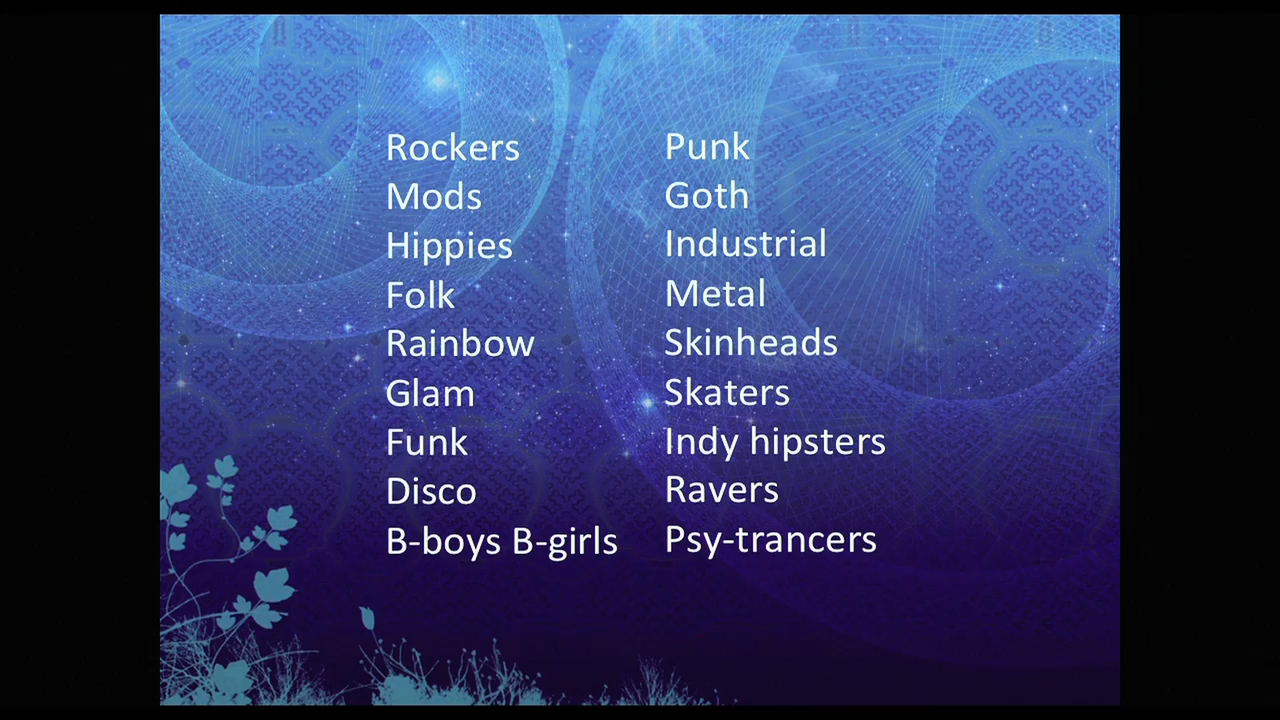 Rockers
Mods
Hippies
Folk
Rainbow
Glam
Funk
Disco
B-boys B-girls
Punk
Goth
Industrial
Metal
Skinheads
Skaters
Indy hipsters
Ravers
Psy-trancers